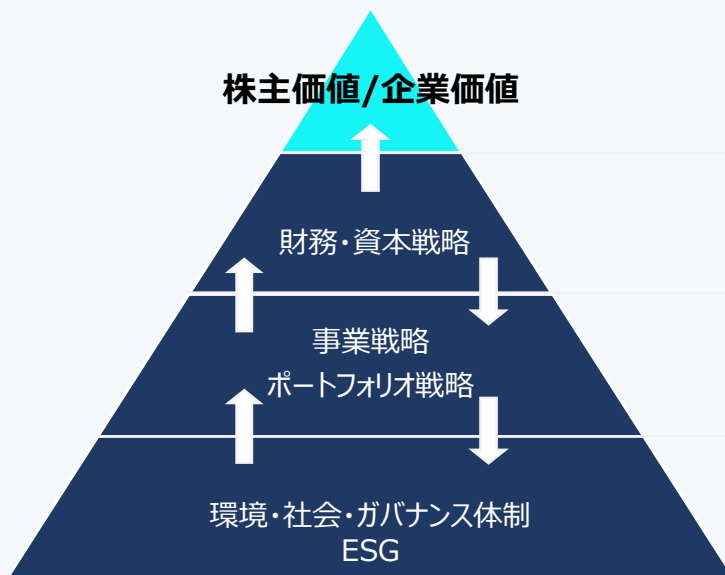 株主価値/企業価値
財務・資本戦略
事業戦略
ポートフォリオ戦略
環境・社会・ガバナンス体制
ESG